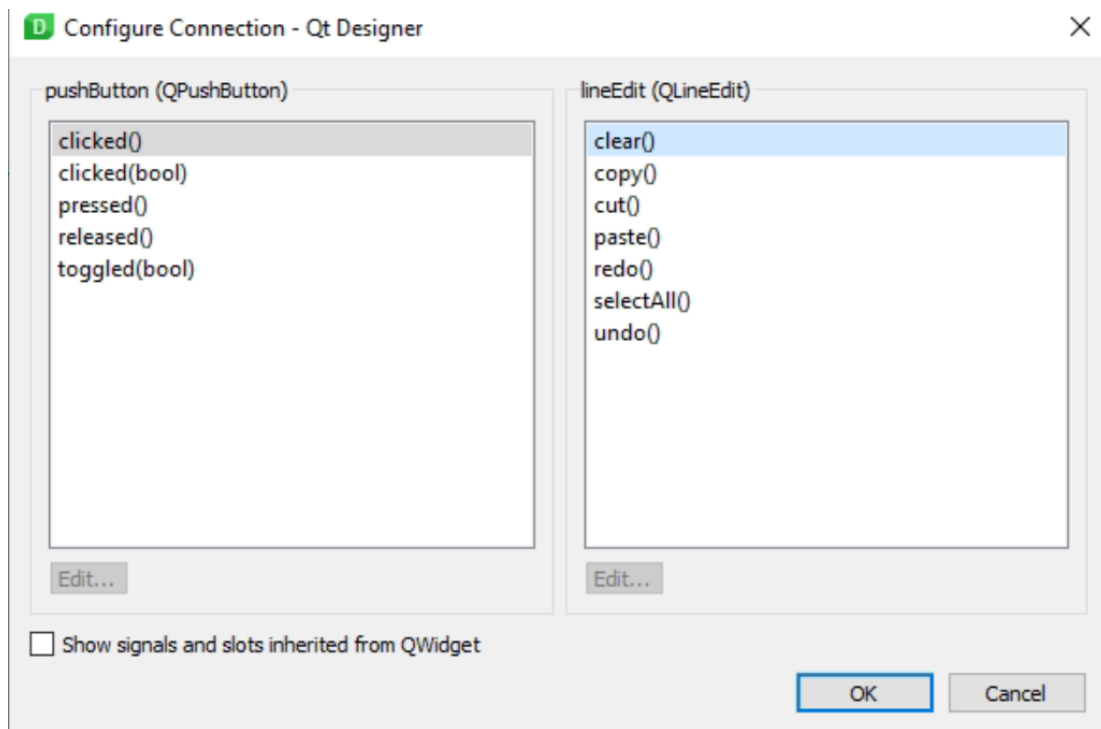 D Configure Connection - Qt Designer
pushButton (QPushButton)
clicked()
clicked(bool)
pressed()
released()
toggled(bool)
Edit...
lineEdit (QLineEdit)
clear()
copy()
cut()
paste()
redo()
selectAll()
undo()
Edit...
Show signals and slots inherited from QWidget
OK
Cancel